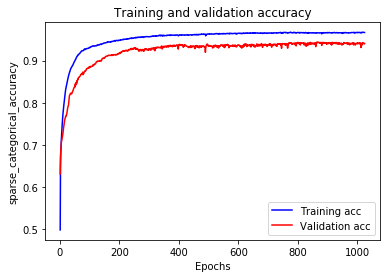 Training and validation accuracy
sparse_categorical_accuracy
0.9
0.8
0.7
0.6
0.5
Training acc
Validation acc
0 200 400 600 800 1000
Epochs